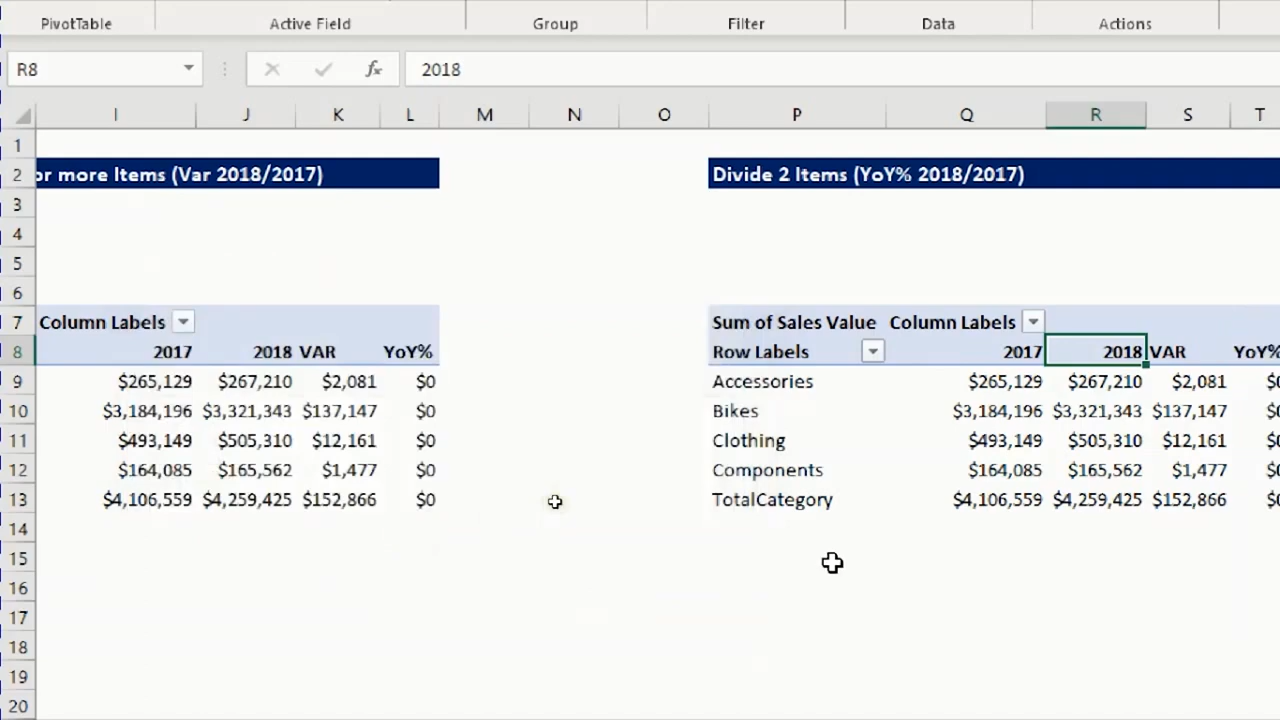 PivotTable Active Field Group Filter Data Actions
R8 fx 2018
I J K L M N O P Q R S T
1
2 or more Items (Var 2018/2017) Divide 2 Items (YoY% 2018/2017)
3
4
5
6
7 Column Labels Sum of Sales Value Column Labels
8 2017 2018 VAR YoY% Row Labels 2017 2018 VAR YoY%
9 $265,129 $267,210 $2,081 $0 Accessories $265,129 $267,210 $2,081
10 $3,184,196 $3,321,343 $137,147 $0 Bikes $3,184,196 $3,321,343 $137,147
11 $493,149 $505,310 $12,161 $0 Clothing $493,149 $505,310 $12,161
12 $164,085 $165,562 $1,477 $0 Components $164,085 $165,562 $1,477
13 $4,106,559 $4,259,425 $152,866 $0 TotalCategory $4,106,559 $4,259,425 $152,866
14
15
16
17
18
19
20